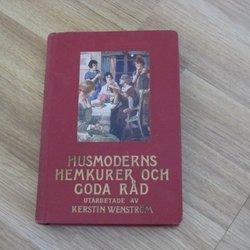 HUSMODERNS
HEMKURER OCH
GODA RÅD
UTARBETADE AV
KERSTIN WENSTRÖM